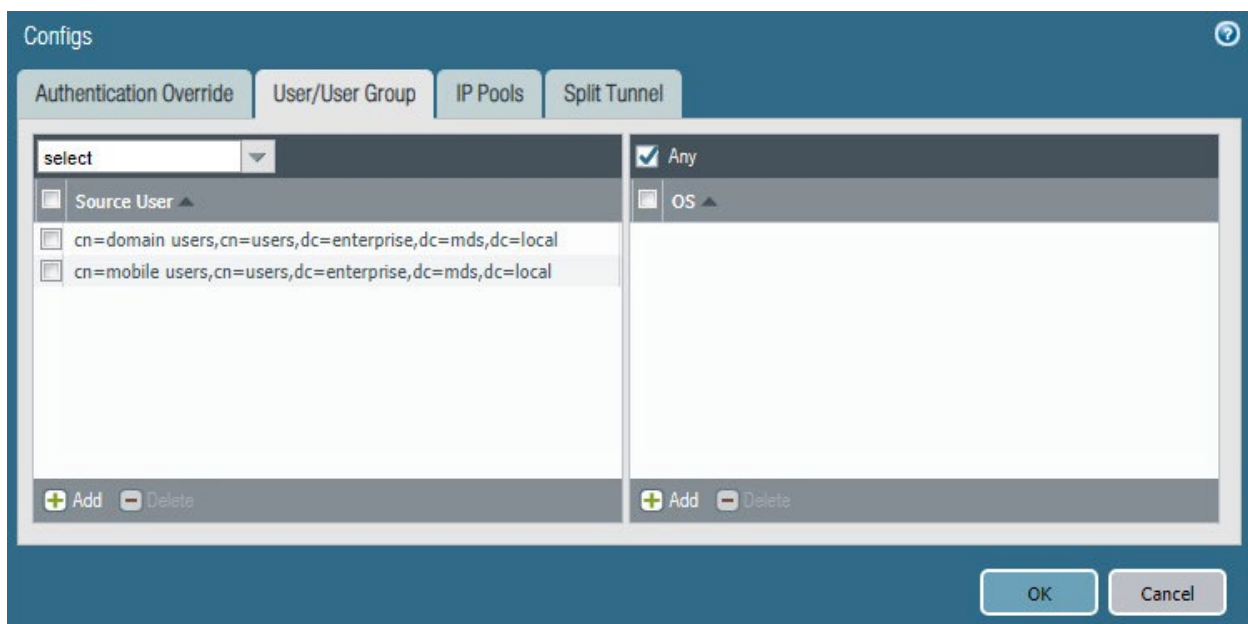 Configs
Authentication Override User/User Group IP Pools Split Tunnel
select
Any
Source User
OS
cn=domain users,cn=users,dc=enterprise,dc=mds,dc=local
cn=mobile users,cn=users,dc=enterprise,dc=mds,dc=local
Add Delete
Add Delete
OK Cancel